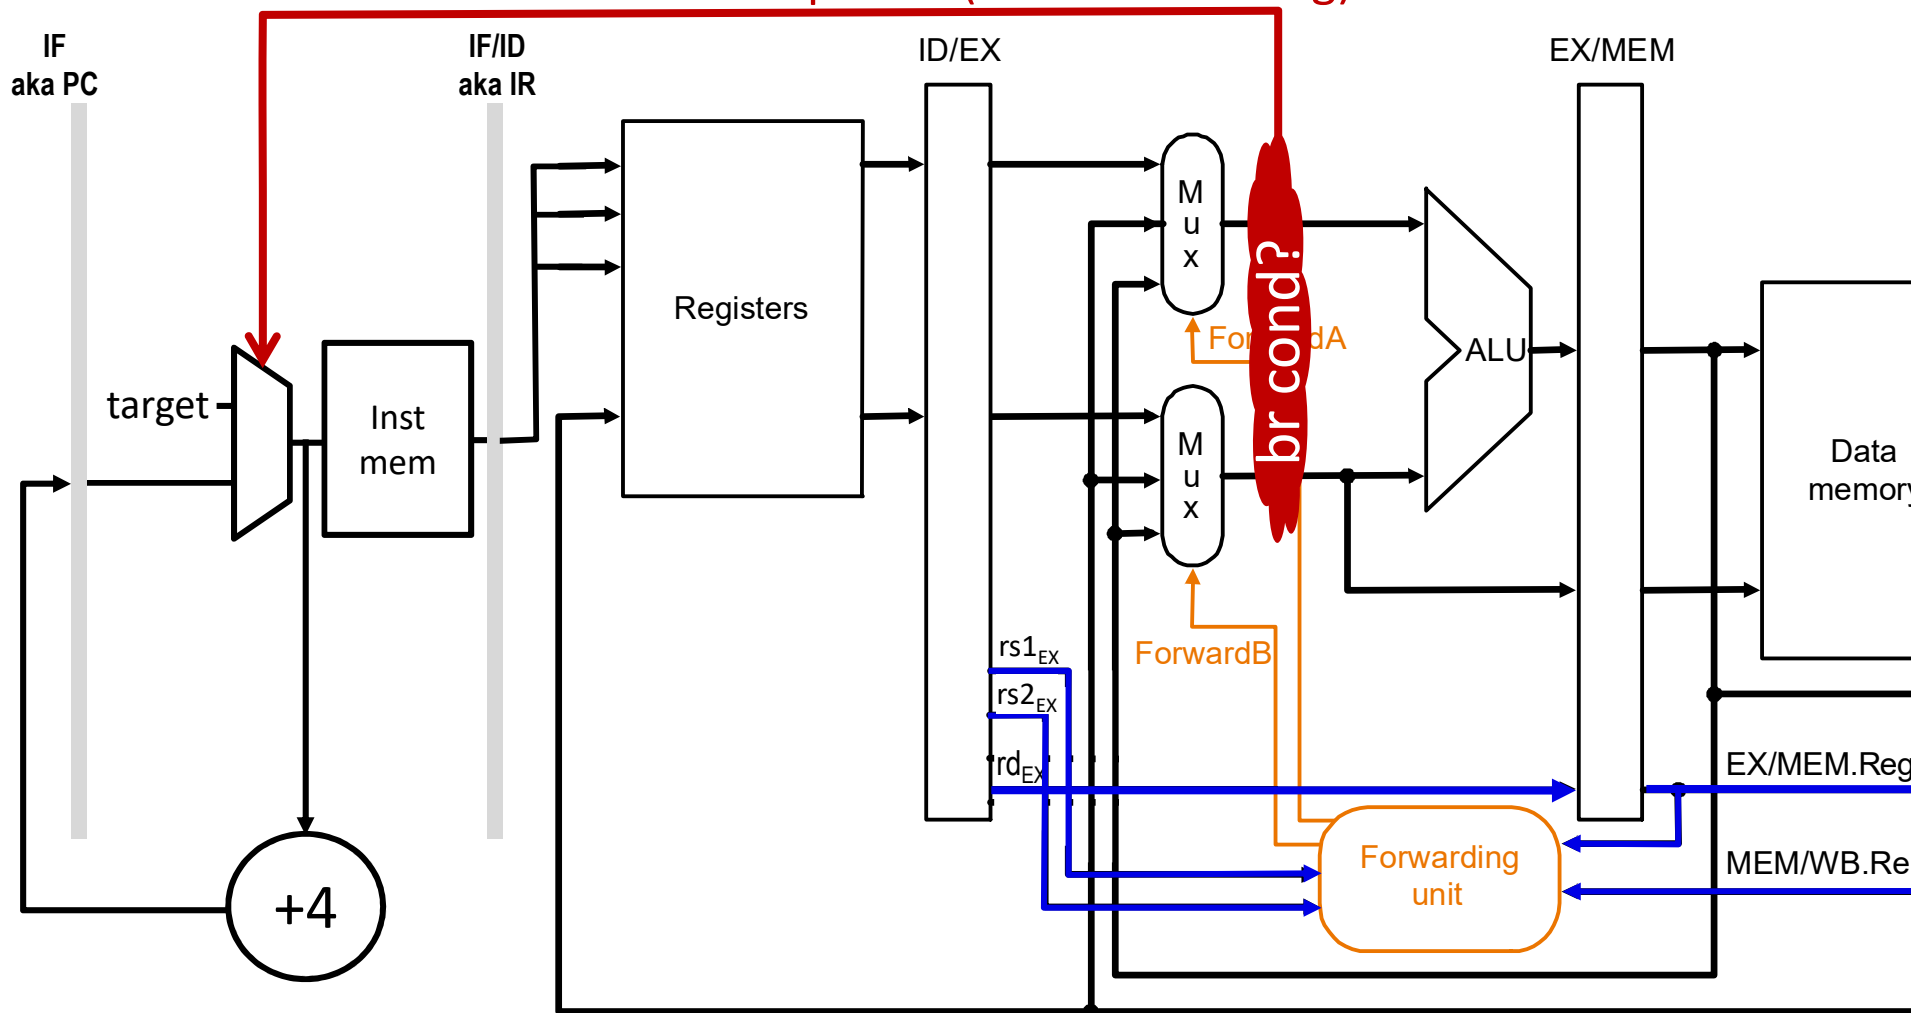 IF
aka PC
IF/ID
aka IR
ID/EX
EX/MEM
M
u
x
Registers
br cond?
ALU
target
Inst
mem
M
u
x
Data
memory
ForwardB
rs1EX
rs2EX
rdEX
EX/MEM.Reg
MEM/WB.Re
Forwarding
unit
+4